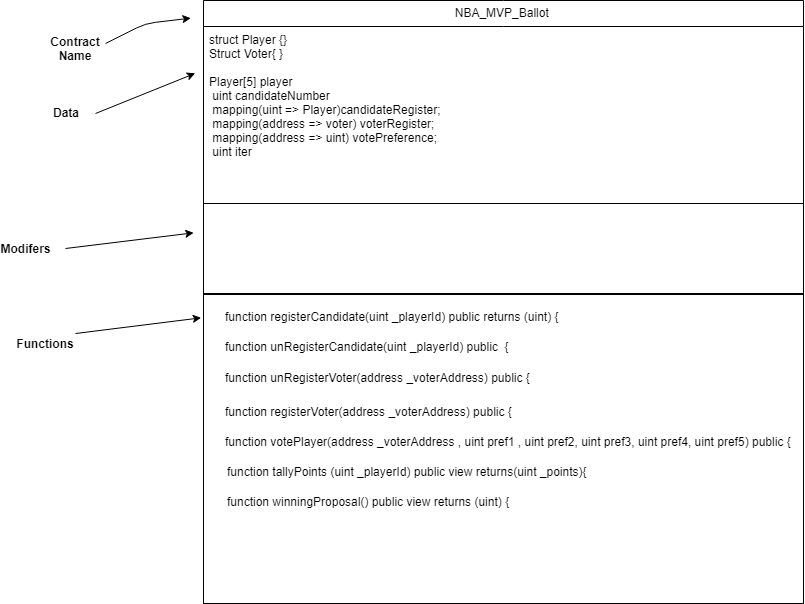 NBA_MVP_Ballot
Contract
Name
struct Player {}
Struct Voter{ }
Data
Player[5] player
uint candidateNumber
mapping(uint => Player)candidateRegister;
mapping(address => voter) voterRegister;
mapping(address => uint) votePreference;
uint iter
Modifers
Functions
function registerCandidate(uint _playerId) public returns (uint) {
function unRegisterCandidate(uint _playerId) public  {
function unRegisterVoter(address _voterAddress) public {
function registerVoter(address _voterAddress) public {
function votePlayer(address _voterAddress , uint pref1 , uint pref2, uint pref3, uint pref4, uint pref5) public {
function tallyPoints (uint _playerId) public view returns(uint _points){
function winningProposal() public view returns (uint) {